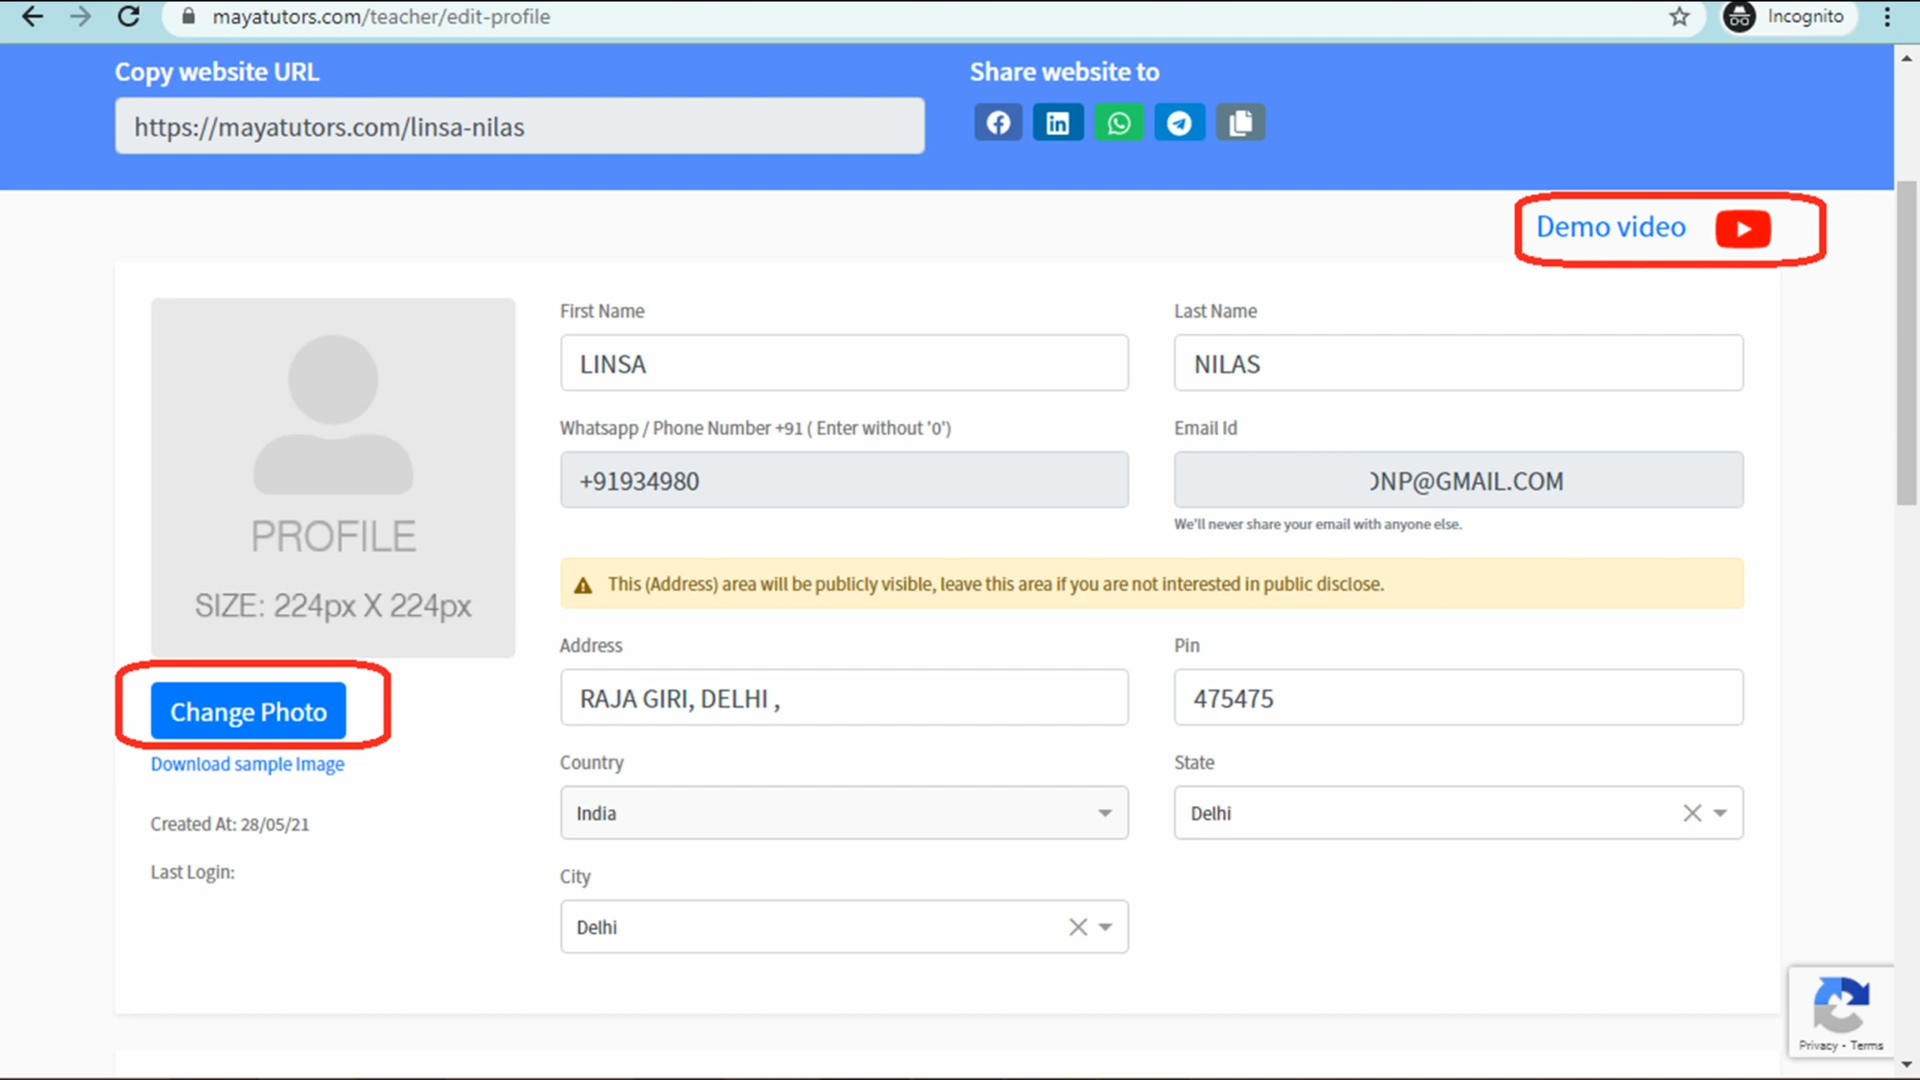 mayatutors.com/teacher/edit-profile
Incognito
Copy website URL
Share website to
https://mayatutors.com/linsa-nilas
Demo video
First Name
Last Name
LINSA
NILAS
Whatsapp / Phone Number +91 ( Enter without '0')
Email Id
+91934980
NP@GMAIL.COM
We'll never share your email with anyone else.
PROFILE
SIZE: 224px X 224px
This (Address) area will be publicly visible, leave this area if you are not interested in public disclose.
Address
Pin
RAJA GIRI, DELHI ,
475475
Change Photo
Download sample Image
Country
State
India
Delhi
Created At: 28/05/21
Last Login:
City
Delhi
Privacy - Terms